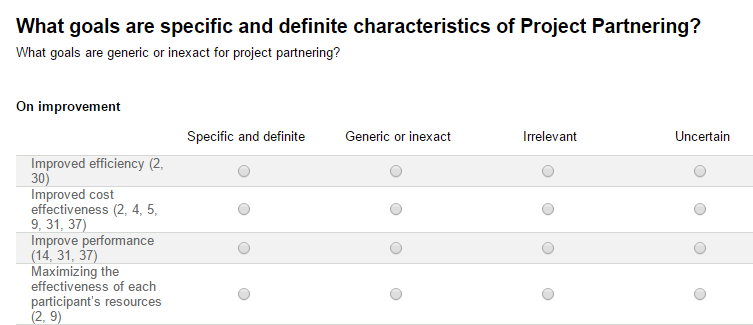 What goals are specific and definite characteristics of Project Partnering?
What goals are generic or inexact for project partnering?
On improvement
Specific and definite Generic or inexact Irrelevant Uncertain
Improved efficiency (2,
30)
Improved cost
effectiveness (2, 4, 5,
9, 31, 37)
Improve performance
(14, 31, 37)
Maximizing the
effectiveness of each
participant's resources
(2, 9)